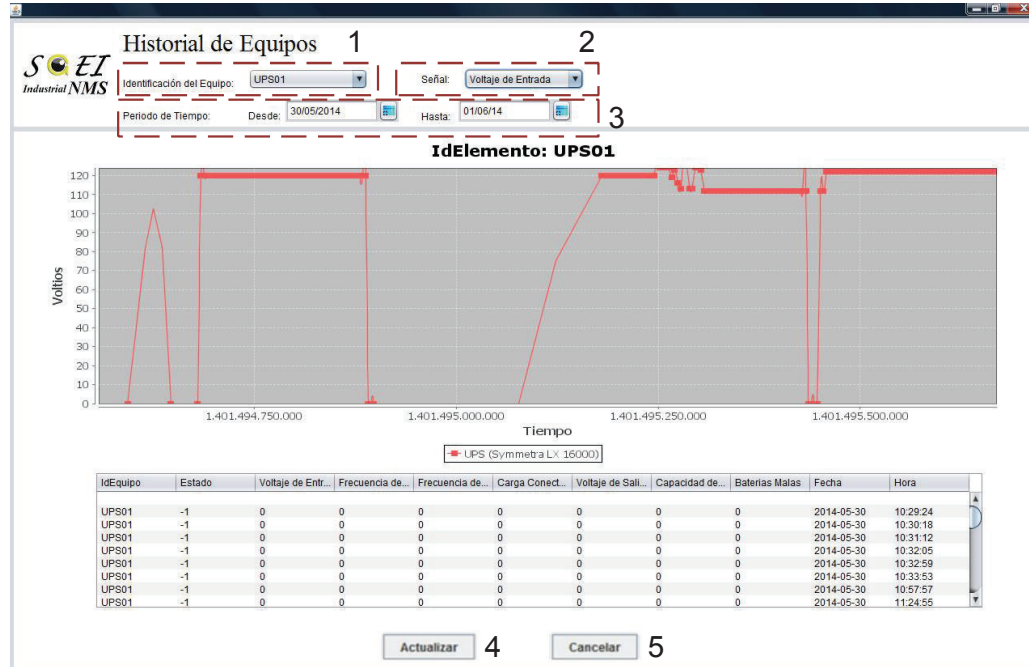 Historial de Equipos 1 2
S EI
Industrial NMS
Identificación del Equipo: UPS01 Señal: Voltaje de Entrada
Periodo de Tiempo: Desde: 30/05/2014 Hasta: 01/06/14 3
IdElemento: UPS01
120
110
100
90
80
70
60
50
40
30
20
10
0
Voltios
1.401.494.750.000 1.401.495.000.000 1.401.495.250.000 1.401.495.500.000
Tiempo
UPS (Symmetra LX 16000)
IdEquipo Estado Voltaje de Entr... Frecuencia de... Frecuencia de... Carga Conect... Voltaje de Sali... Capacidad de... Baterias Malas Fecha Hora
UPS01 -1 0 0 0 0 0 0 0 2014-05-30 10:29:24
UPS01 -1 0 0 0 0 0 0 0 2014-05-30 10:30:18
UPS01 -1 0 0 0 0 0 0 0 2014-05-30 10:31:12
UPS01 -1 0 0 0 0 0 0 0 2014-05-30 10:32:05
UPS01 -1 0 0 0 0 0 0 0 2014-05-30 10:32:59
UPS01 -1 0 0 0 0 0 0 0 2014-05-30 10:33:53
UPS01 -1 0 0 0 0 0 0 0 2014-05-30 10:57:57
UPS01 -1 0 0 0 0 0 0 0 2014-05-30 11:24:55
Actualizar 4 Cancelar 5